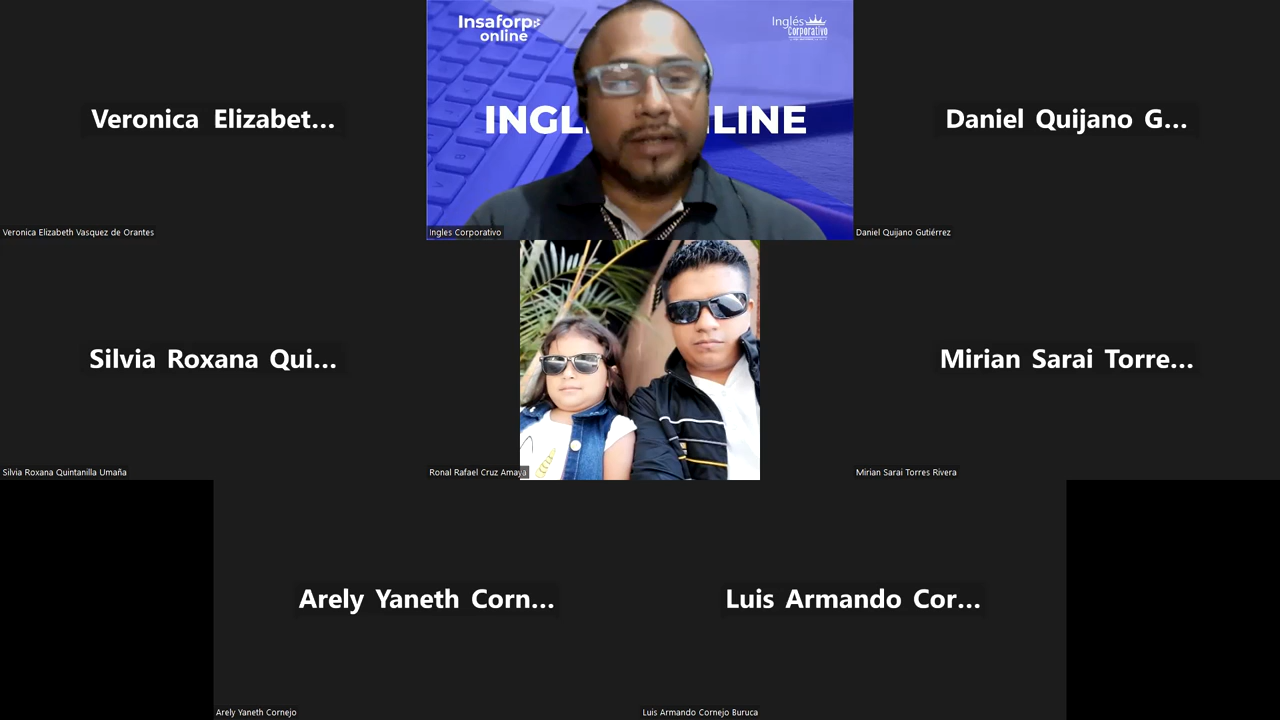 Veronica Elizabet...
Veronica Elizabeth Vasquez de Orantes
Insaforp
online
Inglés
Corporativo
INGL
LINE
Ingles Corporativo
Daniel Quijano G...
Daniel Quijano Gutiérrez
Silvia Roxana Qui...
Silvia Roxana Quintanilla Umaña
Ronal Rafael Cruz Amaya
Mirian Sarai Torre...
Mirian Sarai Torres Rivera
Arely Yaneth Corn...
Arely Yaneth Cornejo
Luis Armando Cor...
Luis Armando Cornejo Buruca